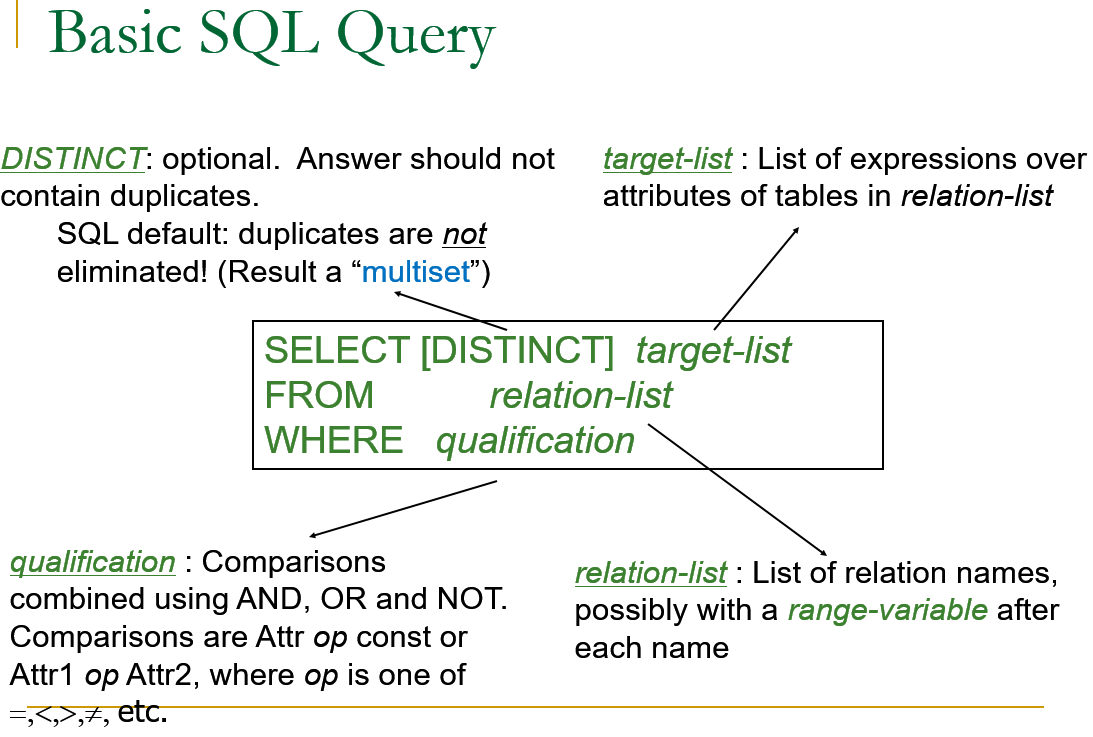 Basic SQL Query
DISTINCT: optional. Answer should not
contain duplicates.
SQL default: duplicates are not
eliminated! (Result a “multiset”)
target-list : List of expressions over
attributes of tables in relation-list
SELECT [DISTINCT] target-list
FROM relation-list
WHERE qualification
qualification : Comparisons
combined using AND, OR and NOT.
Comparisons are Attr op const or
Attr1 op Attr2, where op is one of
=,<,>,≠, etc.
relation-list : List of relation names,
possibly with a range-variable after
each name